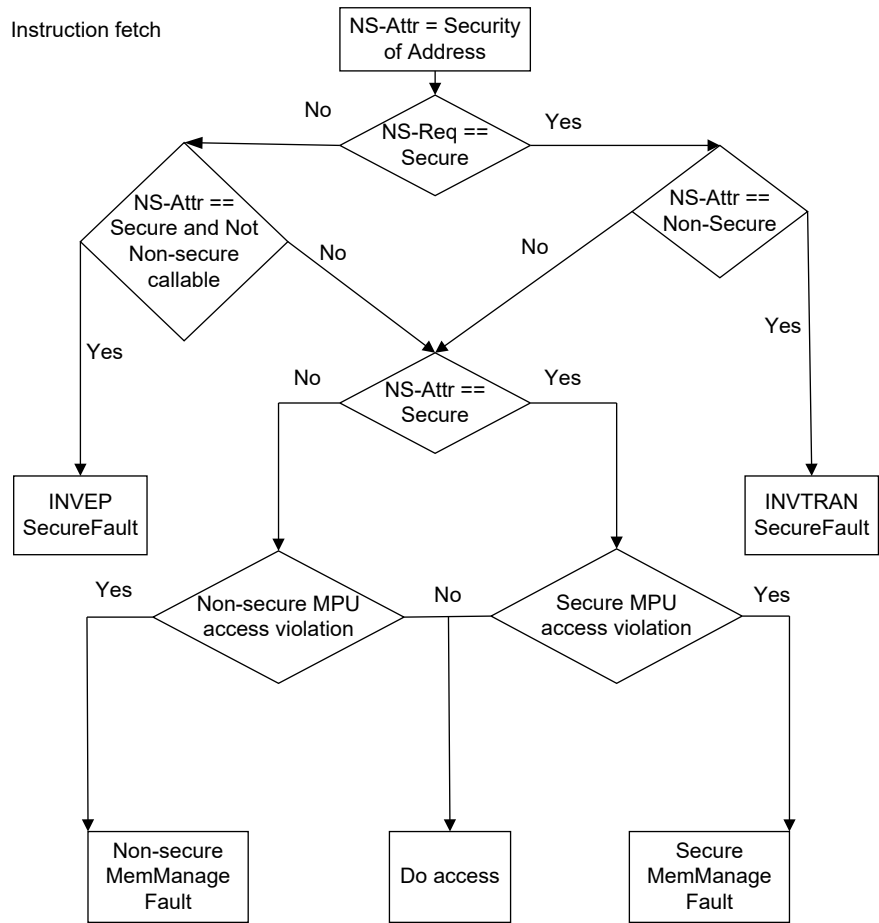 Instruction fetch
NS-Attr = Security
of Address
No
Yes
NS-Req ==
Secure
NS-Attr ==
Secure and Not
Non-secure
callable
NS-Attr ==
Non-Secure
No
No
Yes
Yes
No
Yes
NS-Attr ==
Secure
INVEP
SecureFault
INVTRAN
SecureFault
Yes
Non-secure MPU
access violation
No
Secure MPU
access violation
Yes
Non-secure
MemManage
Fault
Do access
Secure
MemManage
Fault